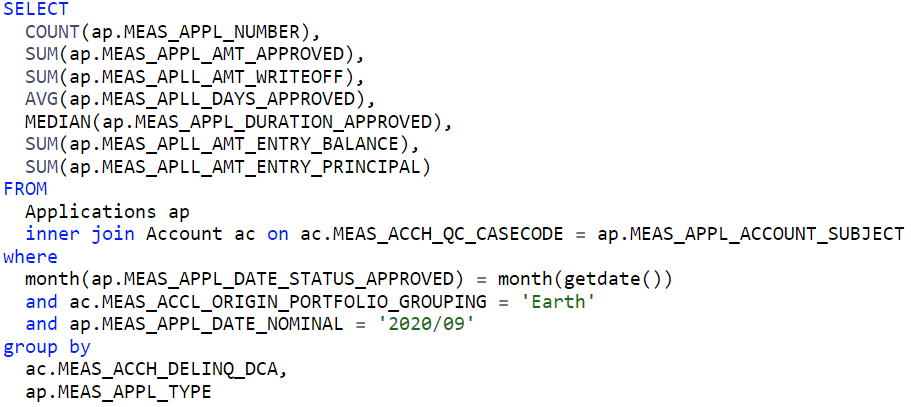 SELECT
COUNT(ap.MEAS_APPL_NUMBER),
SUM(ap.MEAS_APPL_AMT_APPROVED),
SUM(ap.MEAS_APLL_AMT_WRITEOFF),
AVG(ap.MEAS_APLL_DAYS_APPROVED),
MEDIAN(ap.MEAS_APPL_DURATION_APPROVED),
SUM(ap.MEAS_APLL_AMT_ENTRY_BALANCE),
SUM(ap.MEAS_APLL_AMT_ENTRY_PRINCIPAL)
FROM
Applications ap
inner join Account ac on ac.MEAS_ACCH_QC_CASECODE = ap.MEAS_APPL_ACCOUNT_SUBJECT
where
month(ap.MEAS_APPL_DATE_STATUS_APPROVED) = month(getdate())
and ac.MEAS_ACCL_ORIGIN_PORTFOLIO_GROUPING = 'Earth'
and ap.MEAS_APPL_DATE_NOMINAL = '2020/09'
group by
ac.MEAS_ACCH_DELINQ_DCA,
ap.MEAS_APPL_TYPE